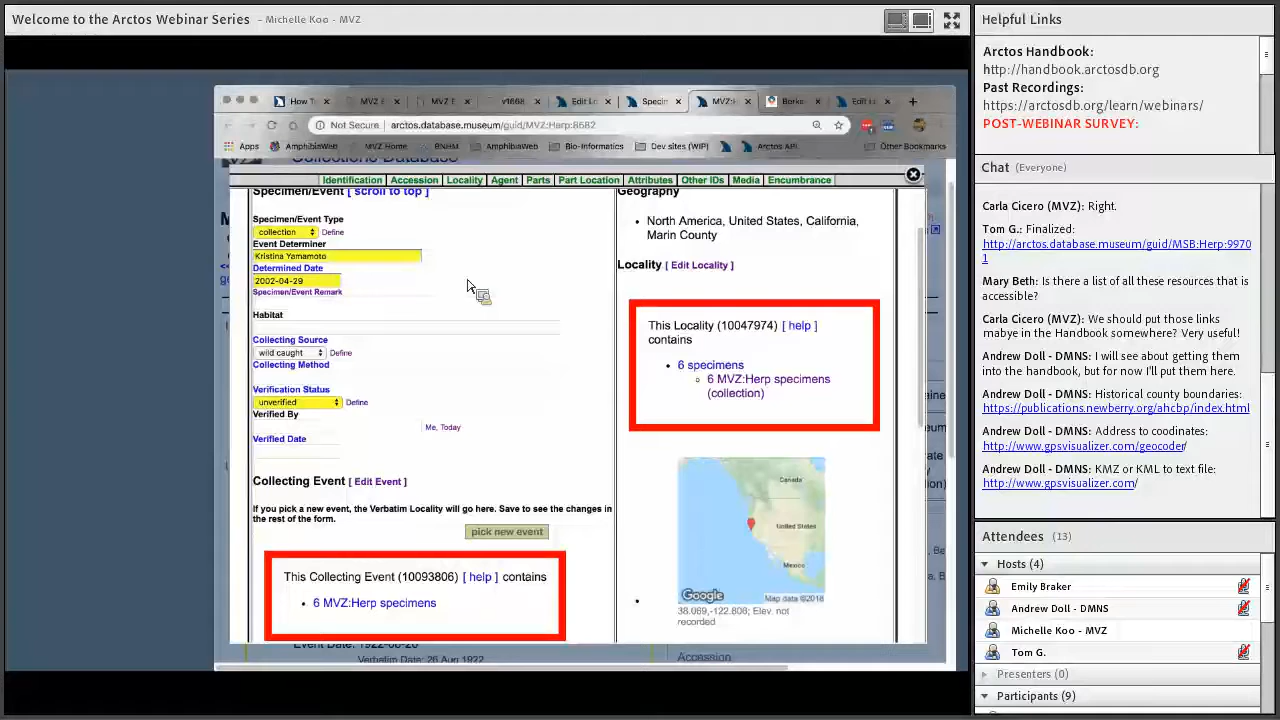 Welcome to the Arctos Webinar Series - Michelle Koo - MVZ
How T
MVZ E
MVZ E
v1668
Edit Lo
Specim
MVZ:H
Berke
Edit
Not Secure | arctos.database.museum/guid/MVZ:Herp:8682
Apps
AmphibiaWeb
MVZ Home
BNHM
AmphibiaWeb
Bio-Informatics
Dev sites (WIP)
Arctos API
Other Bookmarks
Collections Database
Identification
Accession
Locality
Agent
Parts
Part Location
Attributes
Other IDs
Media
Encumbrance
Specimen/Event [ scroll to top ]
Specimen/Event Type
collection Define
Event Determiner
Kristina Yamamoto
Determined Date
2002-04-29
Specimen/Event Remark
Habitat
Collecting Source
wild caught Define
Collecting Method
Verification Status
unverified Define
Verified By
Me, Today
Verified Date
Collecting Event [ Edit Event ]
If you pick a new event, the Verbatim Locality will go here. Save to see the changes in
the rest of the form.
pick new event
This Collecting Event (10093806) [ help ] contains
• 6 MVZ:Herp specimens
Verbatim Date: 26 Aug 1922
Geography
• North America, United States, California,
Marin County
Locality [ Edit Locality ]
This Locality (10047974) [ help ]
contains
• 6 specimens
◦ 6 MVZ:Herp specimens
(collection)
Canada
United States
Mexico
Google
Map data ©2018
38.069,-122.806; Elev. not
recorded
Accession
Helpful Links
Arctos Handbook:
http://handbook.arctosdb.org
Past Recordings:
https://arctosdb.org/learn/webinars/
POST-WEBINAR SURVEY:
Chat (Everyone)
Carla Cicero (MVZ): Right.
Tom G.: Finalized:
http://arctos.database.museum/guid/MSB:Herp:9970
1
Mary Beth: Is there a list of all these resources that is
accessible?
Carla Cicero (MVZ): We should put those links
mabye in the Handbook somewhere? Very useful!
Andrew Doll - DMNS: I will see about getting them
into the handbook, but for now I'll put them here.
Andrew Doll - DMNS: Historical county boundaries:
https://publications.newberry.org/ahcbp/index.html
Andrew Doll - DMNS: Address to coodinates:
http://www.gpsvisualizer.com/geocoder/
Andrew Doll - DMNS: KMZ or KML to text file:
http://www.gpsvisualizer.com/
Attendees (13)
Hosts (4)
Emily Braker
Andrew Doll - DMNS
Michelle Koo - MVZ
Tom G.
Presenters (0)
Participants (9)